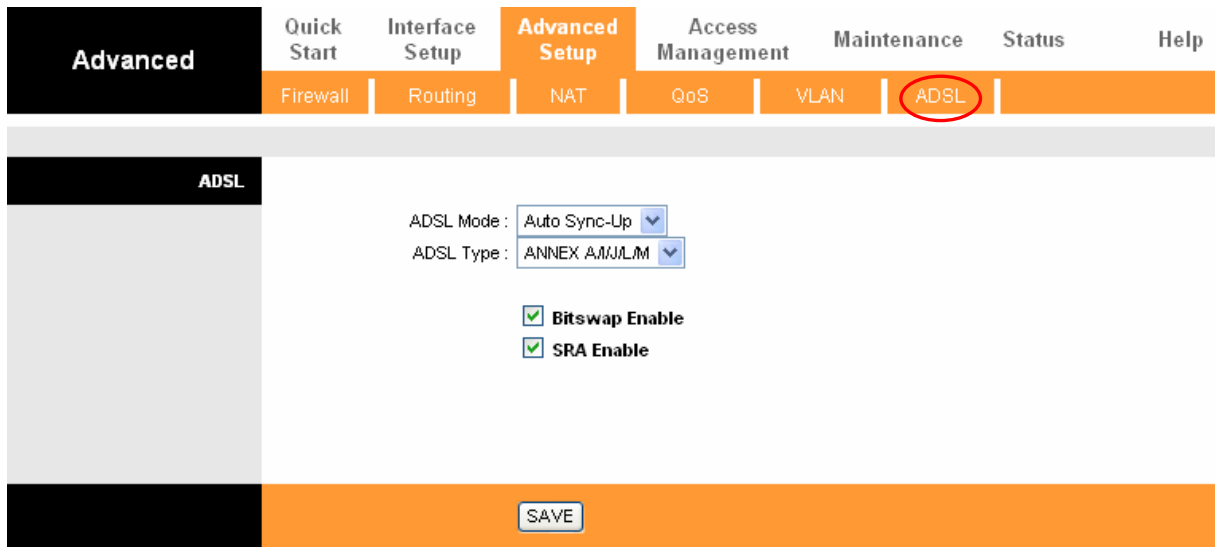 Advanced
Quick Start
Interface Setup
Advanced Setup
Access Management
Maintenance
Status
Help
Firewall
Routing
NAT
QoS
VLAN
ADSL
ADSL
ADSL Mode : Auto Sync-Up
ADSL Type : ANNEX A/I/J/L/M
Bitswap Enable
SRA Enable
SAVE